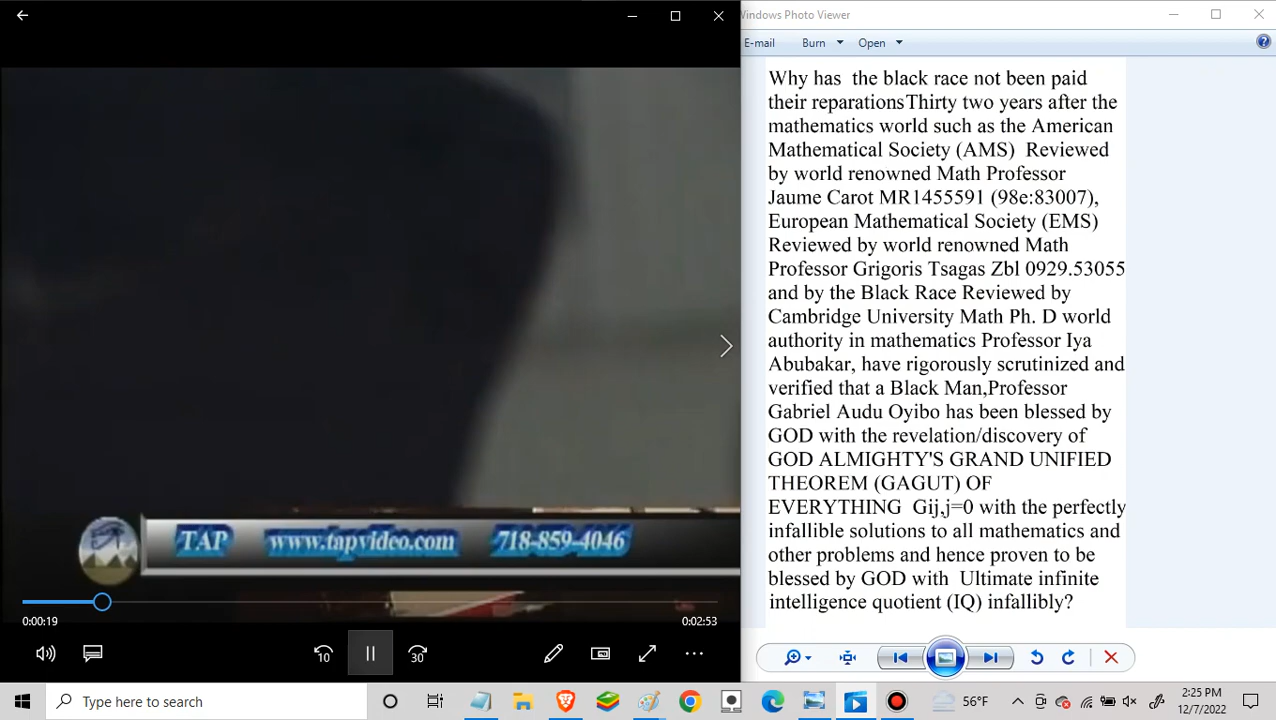 Windows Photo Viewer
E-mail Burn Open
Why has the black race not been paid
their reparationsThirty two years after the
mathematics world such as the American
Mathematical Society (AMS) Reviewed
by world renowned Math Professor
Jaume Carot MR1455591 (98e:83007),
European Mathematical Society (EMS)
Reviewed by world renowned Math
Professor Grigoris Tsagas Zbl 0929.53055
and by the Black Race Reviewed by
Cambridge University Math Ph. D world
authority in mathematics Professor Iya
Abubakar, have rigorously scrutinized and
verified that a Black Man,Professor
Gabriel Audu Oyibo has been blessed by
GOD with the revelation/discovery of
GOD ALMIGHTY'S GRAND UNIFIED
THEOREM (GAGUT) OF
EVERYTHING Gij,j=0 with the perfectly
infallible solutions to all mathematics and
other problems and hence proven to be
blessed by GOD with Ultimate infinite
intelligence quotient (IQ) infallibly?
TAP www.tapvideo.com 718-859-4046
0:00:19 0:02:53
10 30
Type here to search
56°F
2:25 PM
12/7/2022